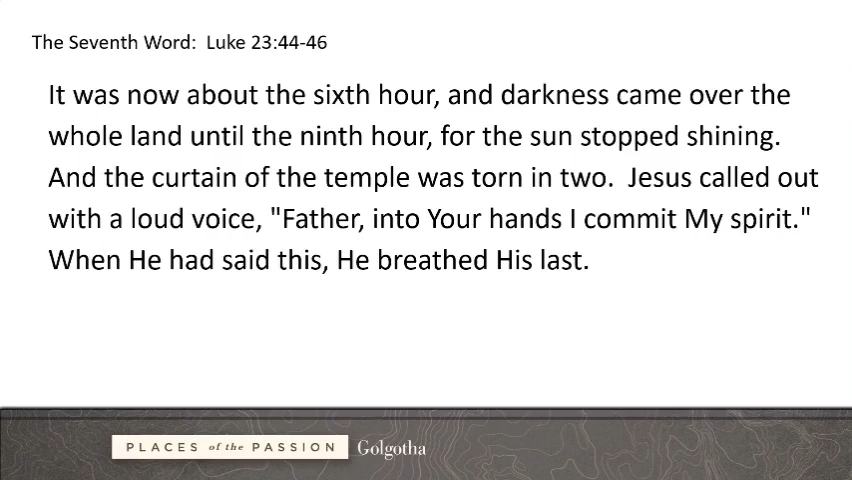 The Seventh Word:  Luke 23:44-46
It was now about the sixth hour, and darkness came over the
whole land until the ninth hour, for the sun stopped shining.
And the curtain of the temple was torn in two.  Jesus called out
with a loud voice, "Father, into Your hands I commit My spirit."
When He had said this, He breathed His last.
PLACES of the PASSION Golgotha